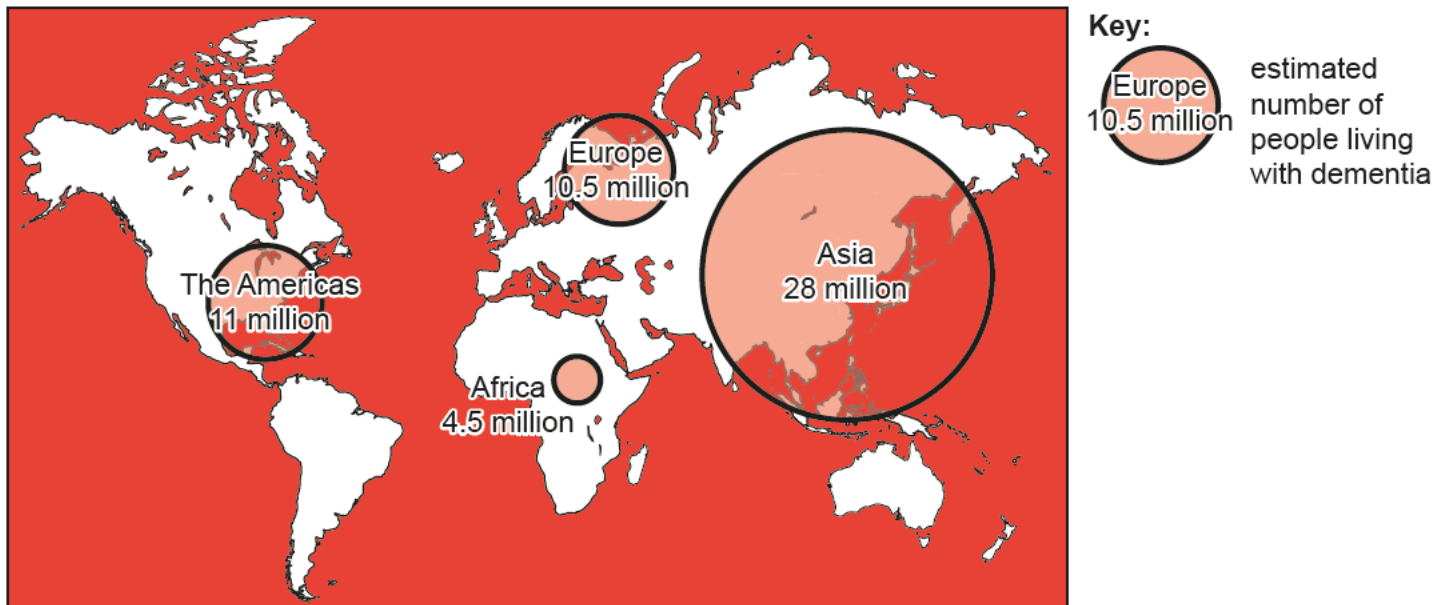 Key:
Europe
10.5 million
estimated
number of
people living
with dementia
Europe
10.5 million
Asia
28 million
The Americas
11 million
Africa
4.5 million